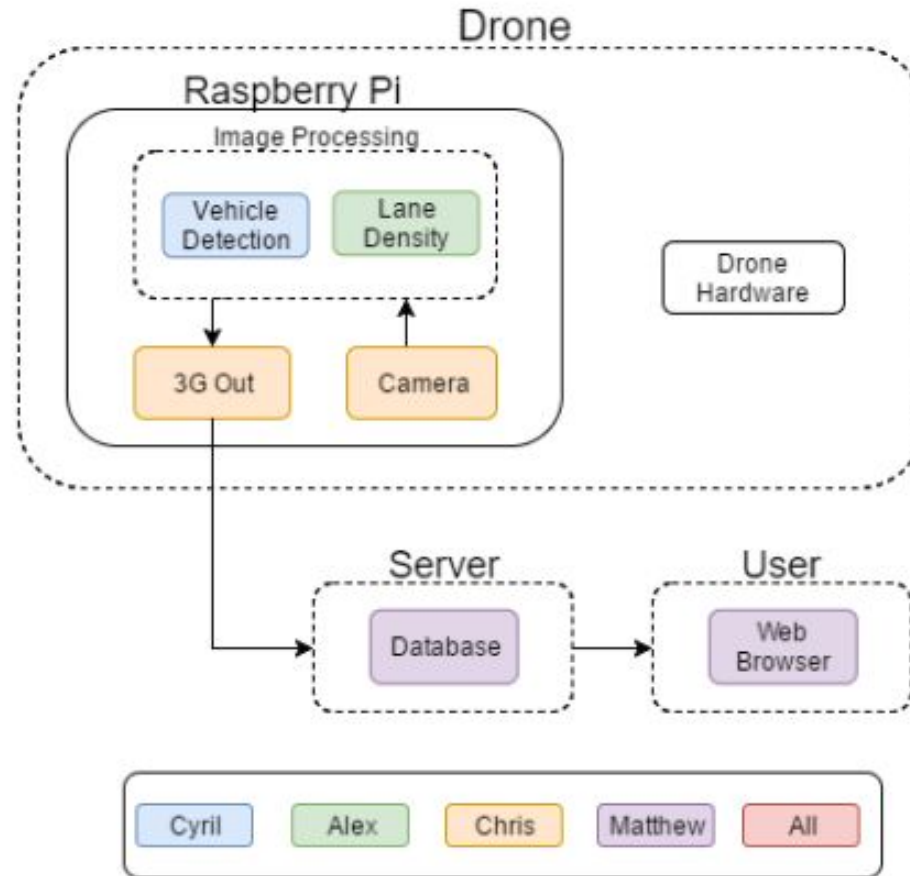 Drone
Raspberry Pi
Image Processing
Vehicle
Detection
Lane
Density
Drone
Hardware
3G Out
Camera
Server
User
Database
Web
Browser
Cyril
Alex
Chris
Matthew
All